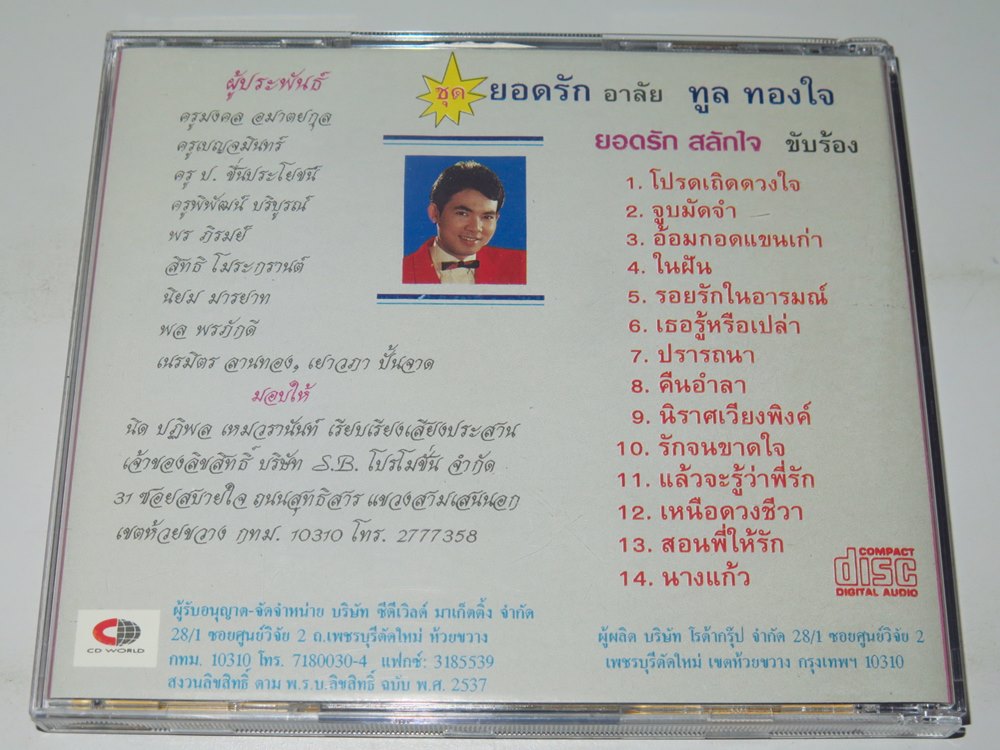 ผู้ประพันธ์
ครูมงคล อมาตยกุล
ครูเบญจมินทร์
ครู ป. ชื่นประโยชน์
ครูพิพัฒน์ บริบูรณ์
พร ภิรมย์
สิทธิ โมระกรานต์
นิยม มารยาท
พล พรภักดี
เนรมิตร ลานทอง, เยาวภา ปั้นจาด
มอบให้
นิด ปฏิพล เหมวรานันท์ เรียบเรียงเสียงประสาน
เจ้าของลิขสิทธิ์ บริษัท S.B. โปรโมชั่น จำกัด
31 ซอยสบายใจ ถนนสุทธิสาร แขวงสามเสนนอก
เขตห้วยขวาง กทม. 10310 โทร. 2777358
ชุด ยอดรัก อาลัย ทูล ทองใจ
ยอดรัก สลักใจ ขับร้อง
1. โปรดเถิดดวงใจ
2. จูบมัดจำ
3. อ้อมกอดแขนเก่า
4. ในฝัน
5. รอยรักในอารมณ์
6. เธอรู้หรือเปล่า
7. ปรารถนา
8. คืนอำลา
9. นิราศเวียงพิงค์
10. รักจนขาดใจ
11. แล้วจะรู้ว่าพี่รัก
12. เหนือดวงชีวา
13. สอนพี่ให้รัก
14. นางแก้ว
COMPACT
disc
DIGITAL AUDIO
CD WORLD
ผู้รับอนุญาต-จัดจำหน่าย บริษัท ซีดีเวิลด์ มาเก็ตติ้ง จำกัด
28/1 ซอยศูนย์วิจัย 2 ถ.เพชรบุรีตัดใหม่ ห้วยขวาง
กทม. 10310 โทร. 7180030-4 แฟกซ์: 3185539
สงวนลิขสิทธิ์ ตาม พ.ร.บ.ลิขสิทธิ์ ฉบับ พ.ศ. 2537
ผู้ผลิต บริษัท โรต้ากรุ๊ป จำกัด 28/1 ซอยศูนย์วิจัย 2
เพชรบุรีตัดใหม่ เขตห้วยขวาง กรุงเทพฯ 10310